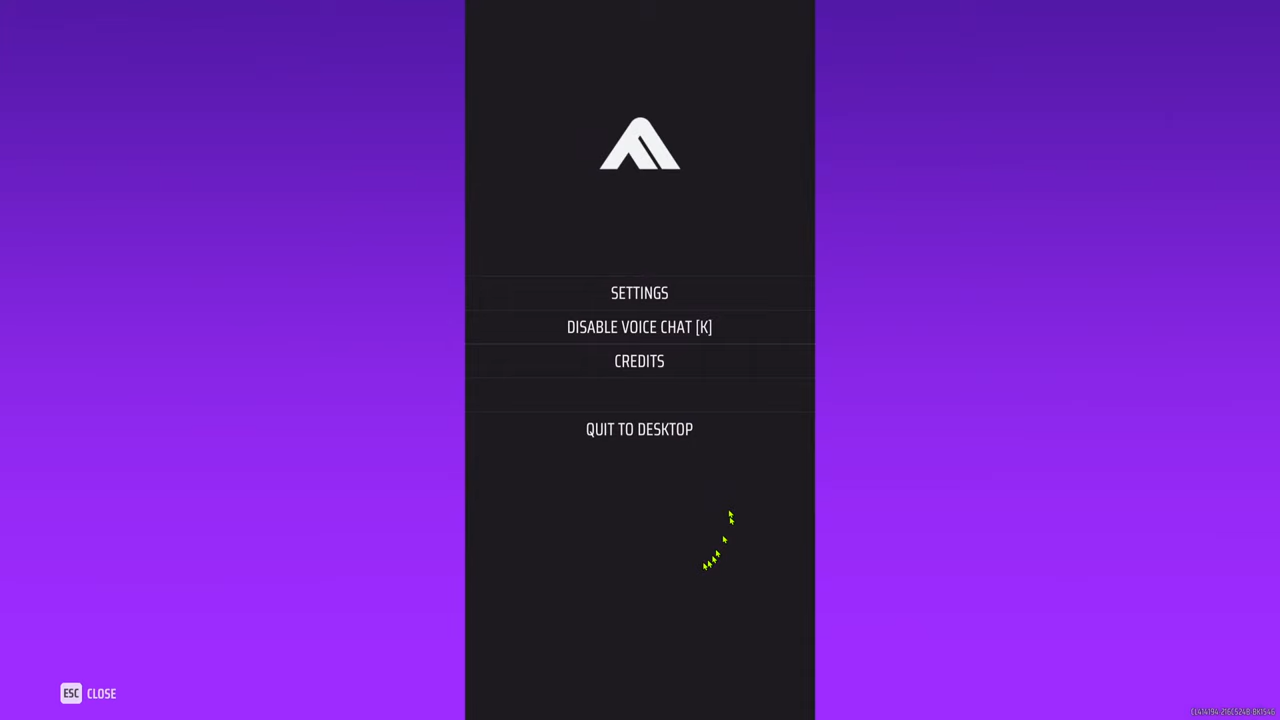 SETTINGS
DISABLE VOICE CHAT [K]
CREDITS
QUIT TO DESKTOP
ESC CLOSE